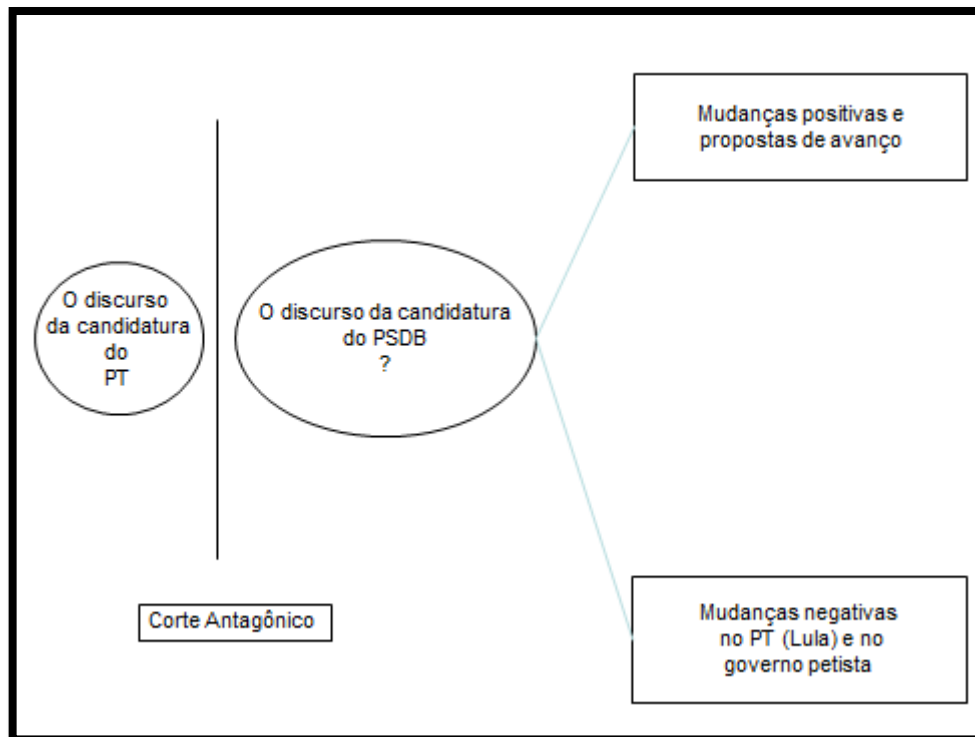 O discurso
da candidatura
do
PT
O discurso da candidatura
do PSDB
?
Mudanças positivas e
propostas de avanço
Corte Antagônico
Mudanças negativas
no PT (Lula) e no
governo petista